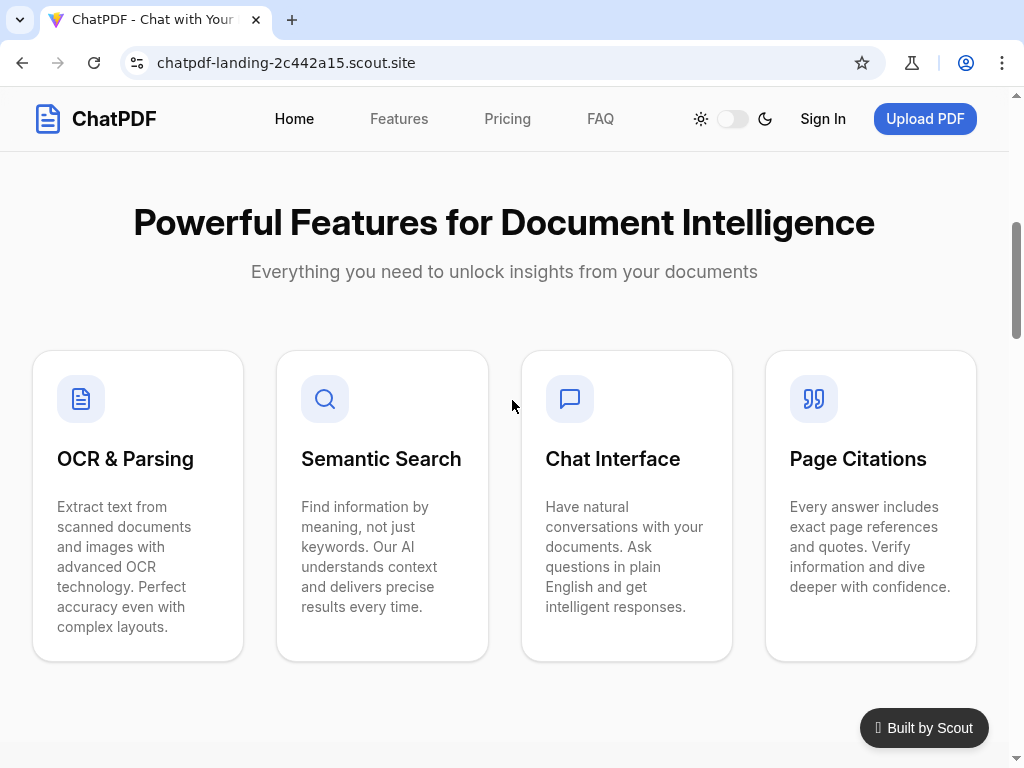 ChatPDF - Chat with Your
chatpdf-landing-2c442a15.scout.site
ChatPDF
Home
Features
Pricing
FAQ
Sign In
Upload PDF
Powerful Features for Document Intelligence
Everything you need to unlock insights from your documents
OCR & Parsing
Extract text from
scanned documents
and images with
advanced OCR
technology. Perfect
accuracy even with
complex layouts.
Semantic Search
Find information by
meaning, not just
keywords. Our AI
understands context
and delivers precise
results every time.
Chat Interface
Have natural
conversations with your
documents. Ask
questions in plain
English and get
intelligent responses.
Page Citations
Every answer includes
exact page references
and quotes. Verify
information and dive
deeper with confidence.
Built by Scout